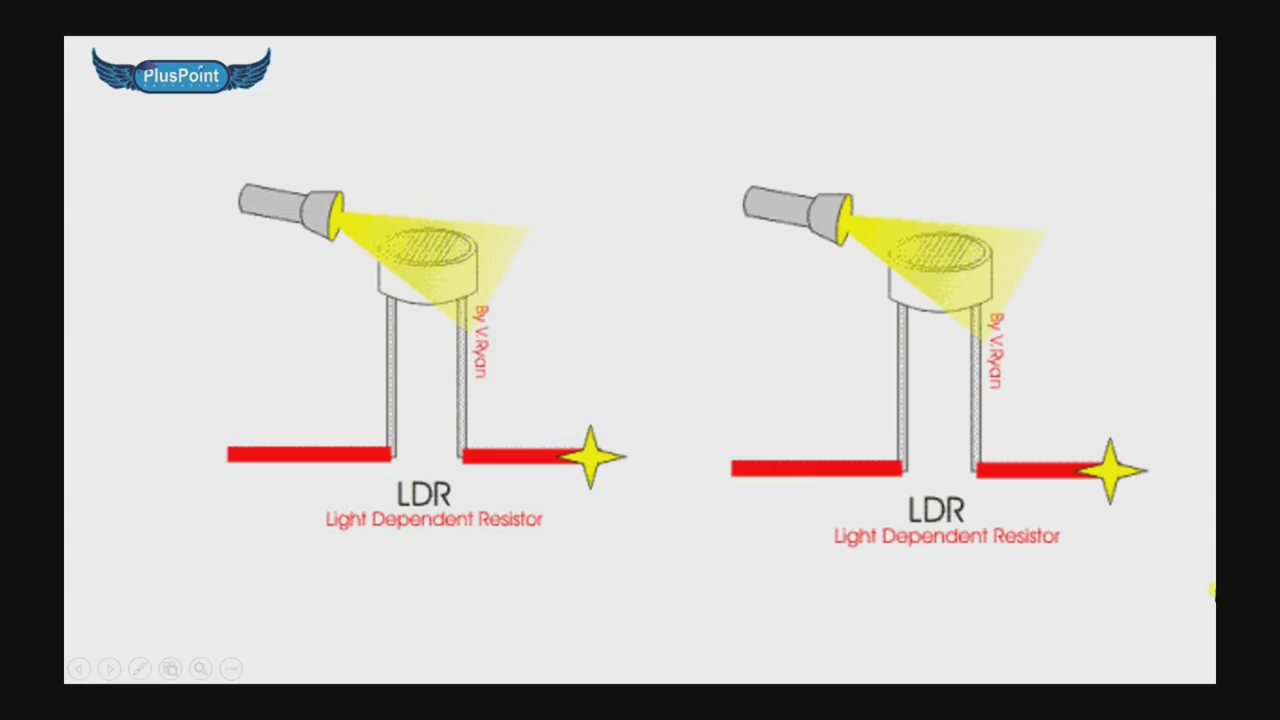 PlusPoint
By V.Ryan
LDR
Light Dependent Resistor
By V.Ryan
LDR
Light Dependent Resistor